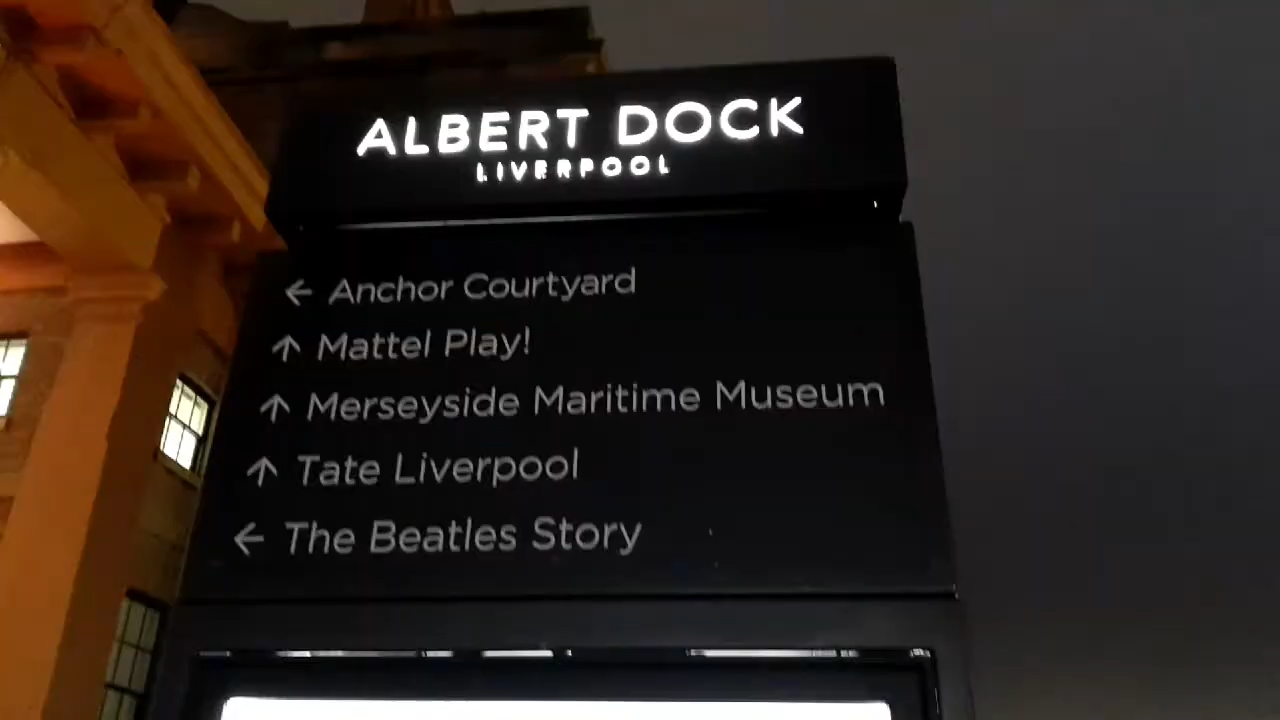 ALBERT DOCK
LIVERPOOL
← Anchor Courtyard
↑ Mattel Play!
↑ Merseyside Maritime Museum
↑ Tate Liverpool
← The Beatles Story